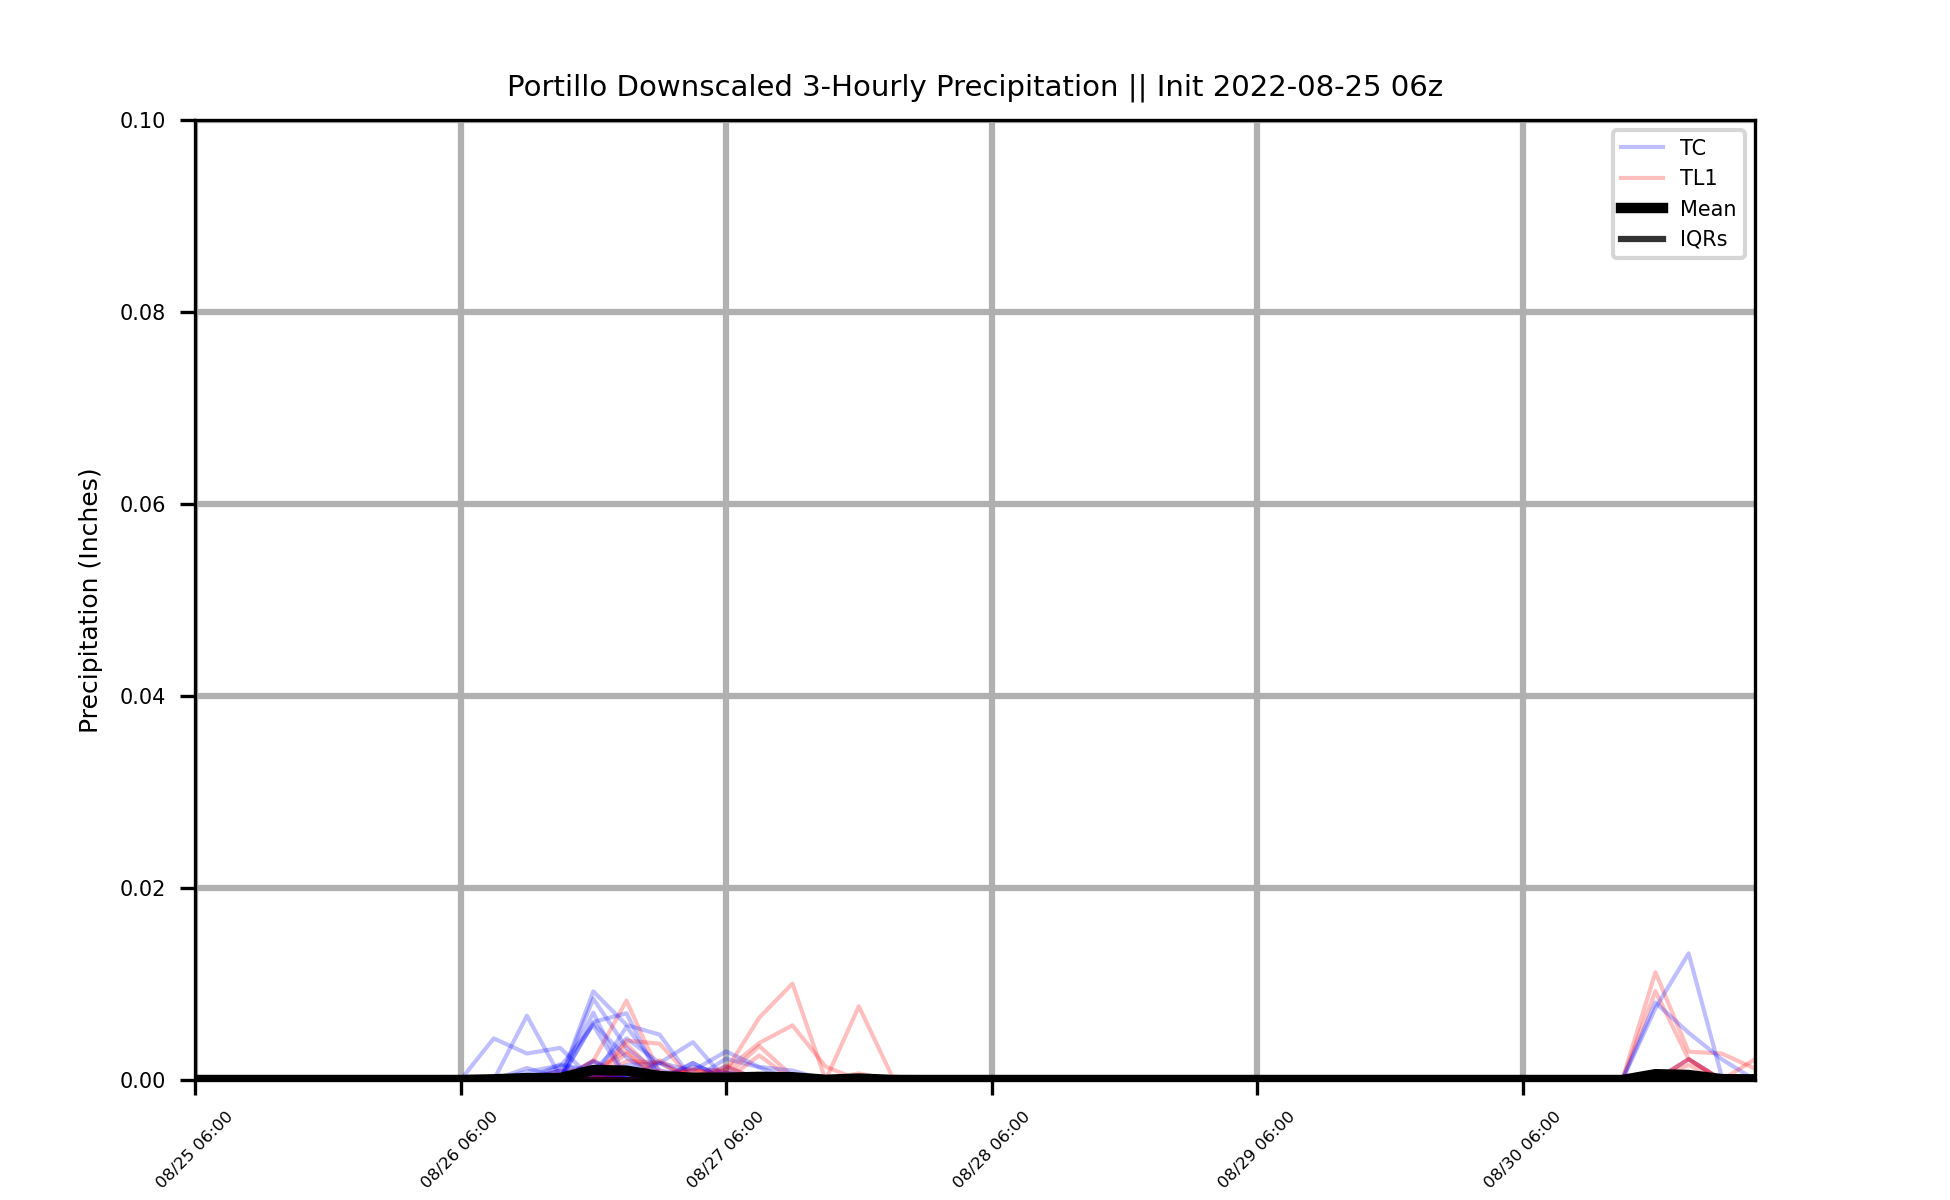 Portillo Downscaled 3-Hourly Precipitation || Init 2022-08-25 06z
Precipitation (Inches)
0.10
0.08
0.06
0.04
0.02
0.00
TC
TL1
Mean
IQRs
08/25 06:00
08/26 06:00
08/27 06:00
08/28 06:00
08/29 06:00
08/30 06:00